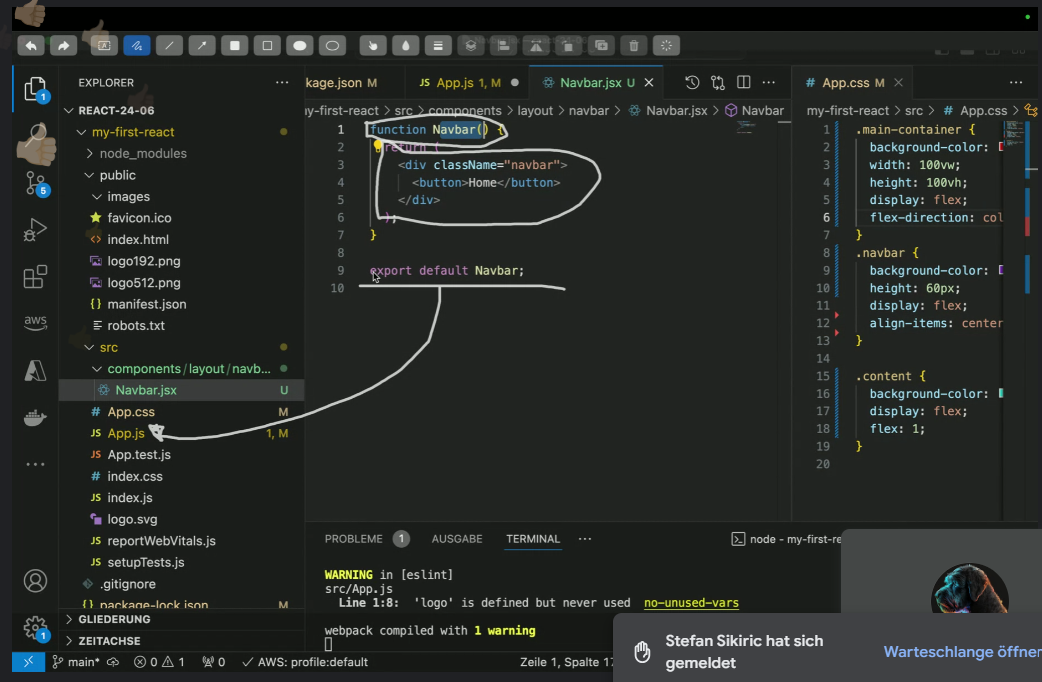 EXPLORER
REACT-24-06
my-first-react
node_modules
public
images
favicon.ico
index.html
logo192.png
logo512.png
manifest.json
robots.txt
src
components/layout/navb...
Navbar.jsx U
App.css M
App.js 1, M
App.test.js
index.css
index.js
logo.svg
reportWebVitals.js
setupTests.js
.gitignore
package-lock.json M
GLIEDERUNG
ZEITACHSE
1
5
aws
1
kage.json M
JS App.js 1, M
Navbar.jsx U
my-first-react > src > components > layout > navbar > Navbar.jsx > Navbar
1 function Navbar() {
2 return (
3 <div className="navbar">
4 <button>Home</button>
5 </div>
6 );
7 }
8
9 export default Navbar;
10
# App.css M
my-first-react > src > # App.css >
1 .main-container {
2 background-color:
3 width: 100vw;
4 height: 100vh;
5 display: flex;
6 flex-direction: col
7 }
8 .navbar {
9 background-color:
10 height: 60px;
11 display: flex;
12 align-items: center
13 }
14
15 .content {
16 background-color:
17 display: flex;
18 flex: 1;
19 }
20
PROBLEME 1 AUSGABE TERMINAL
node - my-first-re
WARNING in [eslint]
src/App.js
Line 1:8: 'logo' is defined but never used no-unused-vars
webpack compiled with 1 warning
main* 0 1 0 AWS: profile:default Zeile 1, Spalte 1
Stefan Sikiric hat sich
gemeldet
Warteschlange öffnen